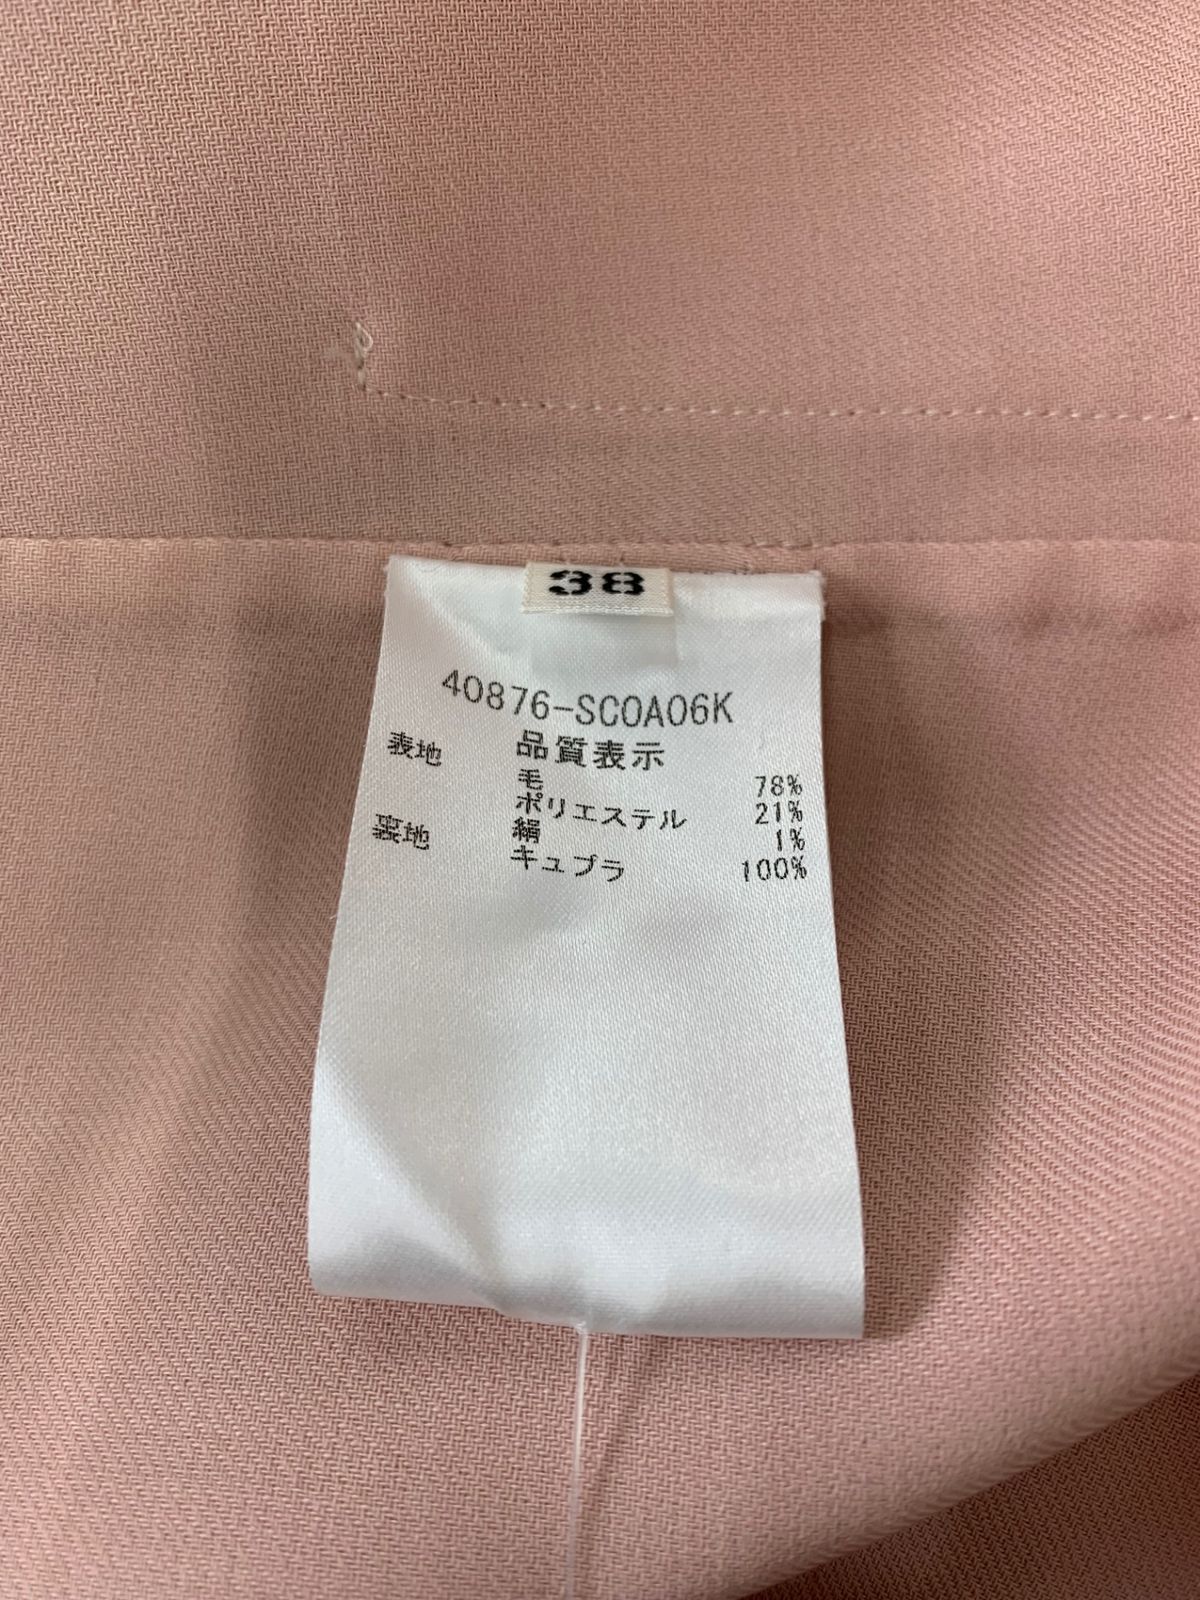 38
40876-SCOA06K
品質表示
表地 毛 78%
ポリエステル 21%
絹 1%
裏地 キュプラ 100%